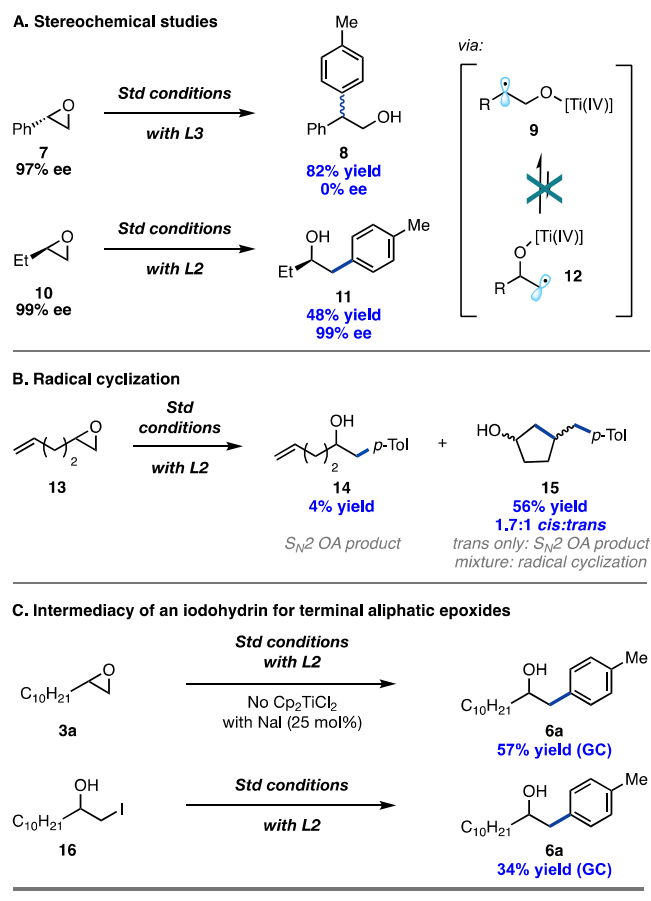 A. Stereochemical studies
Me
via:
Ph
O
Std conditions
with L3
Ph
OH
R
O
[Ti(IV)]
7
97% ee
8
82% yield
0% ee
9
Et
O
Std conditions
with L2
OH
Et
Me
[Ti(IV)]
O
R
12
10
99% ee
11
48% yield
99% ee
B. Radical cyclization
O
2
Std
conditions
with L2
OH
p-Tol
2
+
HO
p-Tol
13
14
4% yield
SN2 OA product
15
56% yield
1.7:1 cis:trans
trans only: SN2 OA product
mixture: radical cyclization
C. Intermediacy of an iodohydrin for terminal aliphatic epoxides
C10H21
O
3a
Std conditions
with L2
No Cp2TiCl2
with NaI (25 mol%)
OH
C10H21
Me
6a
57% yield (GC)
OH
C10H21
I
16
Std conditions
with L2
OH
C10H21
Me
6a
34% yield (GC)